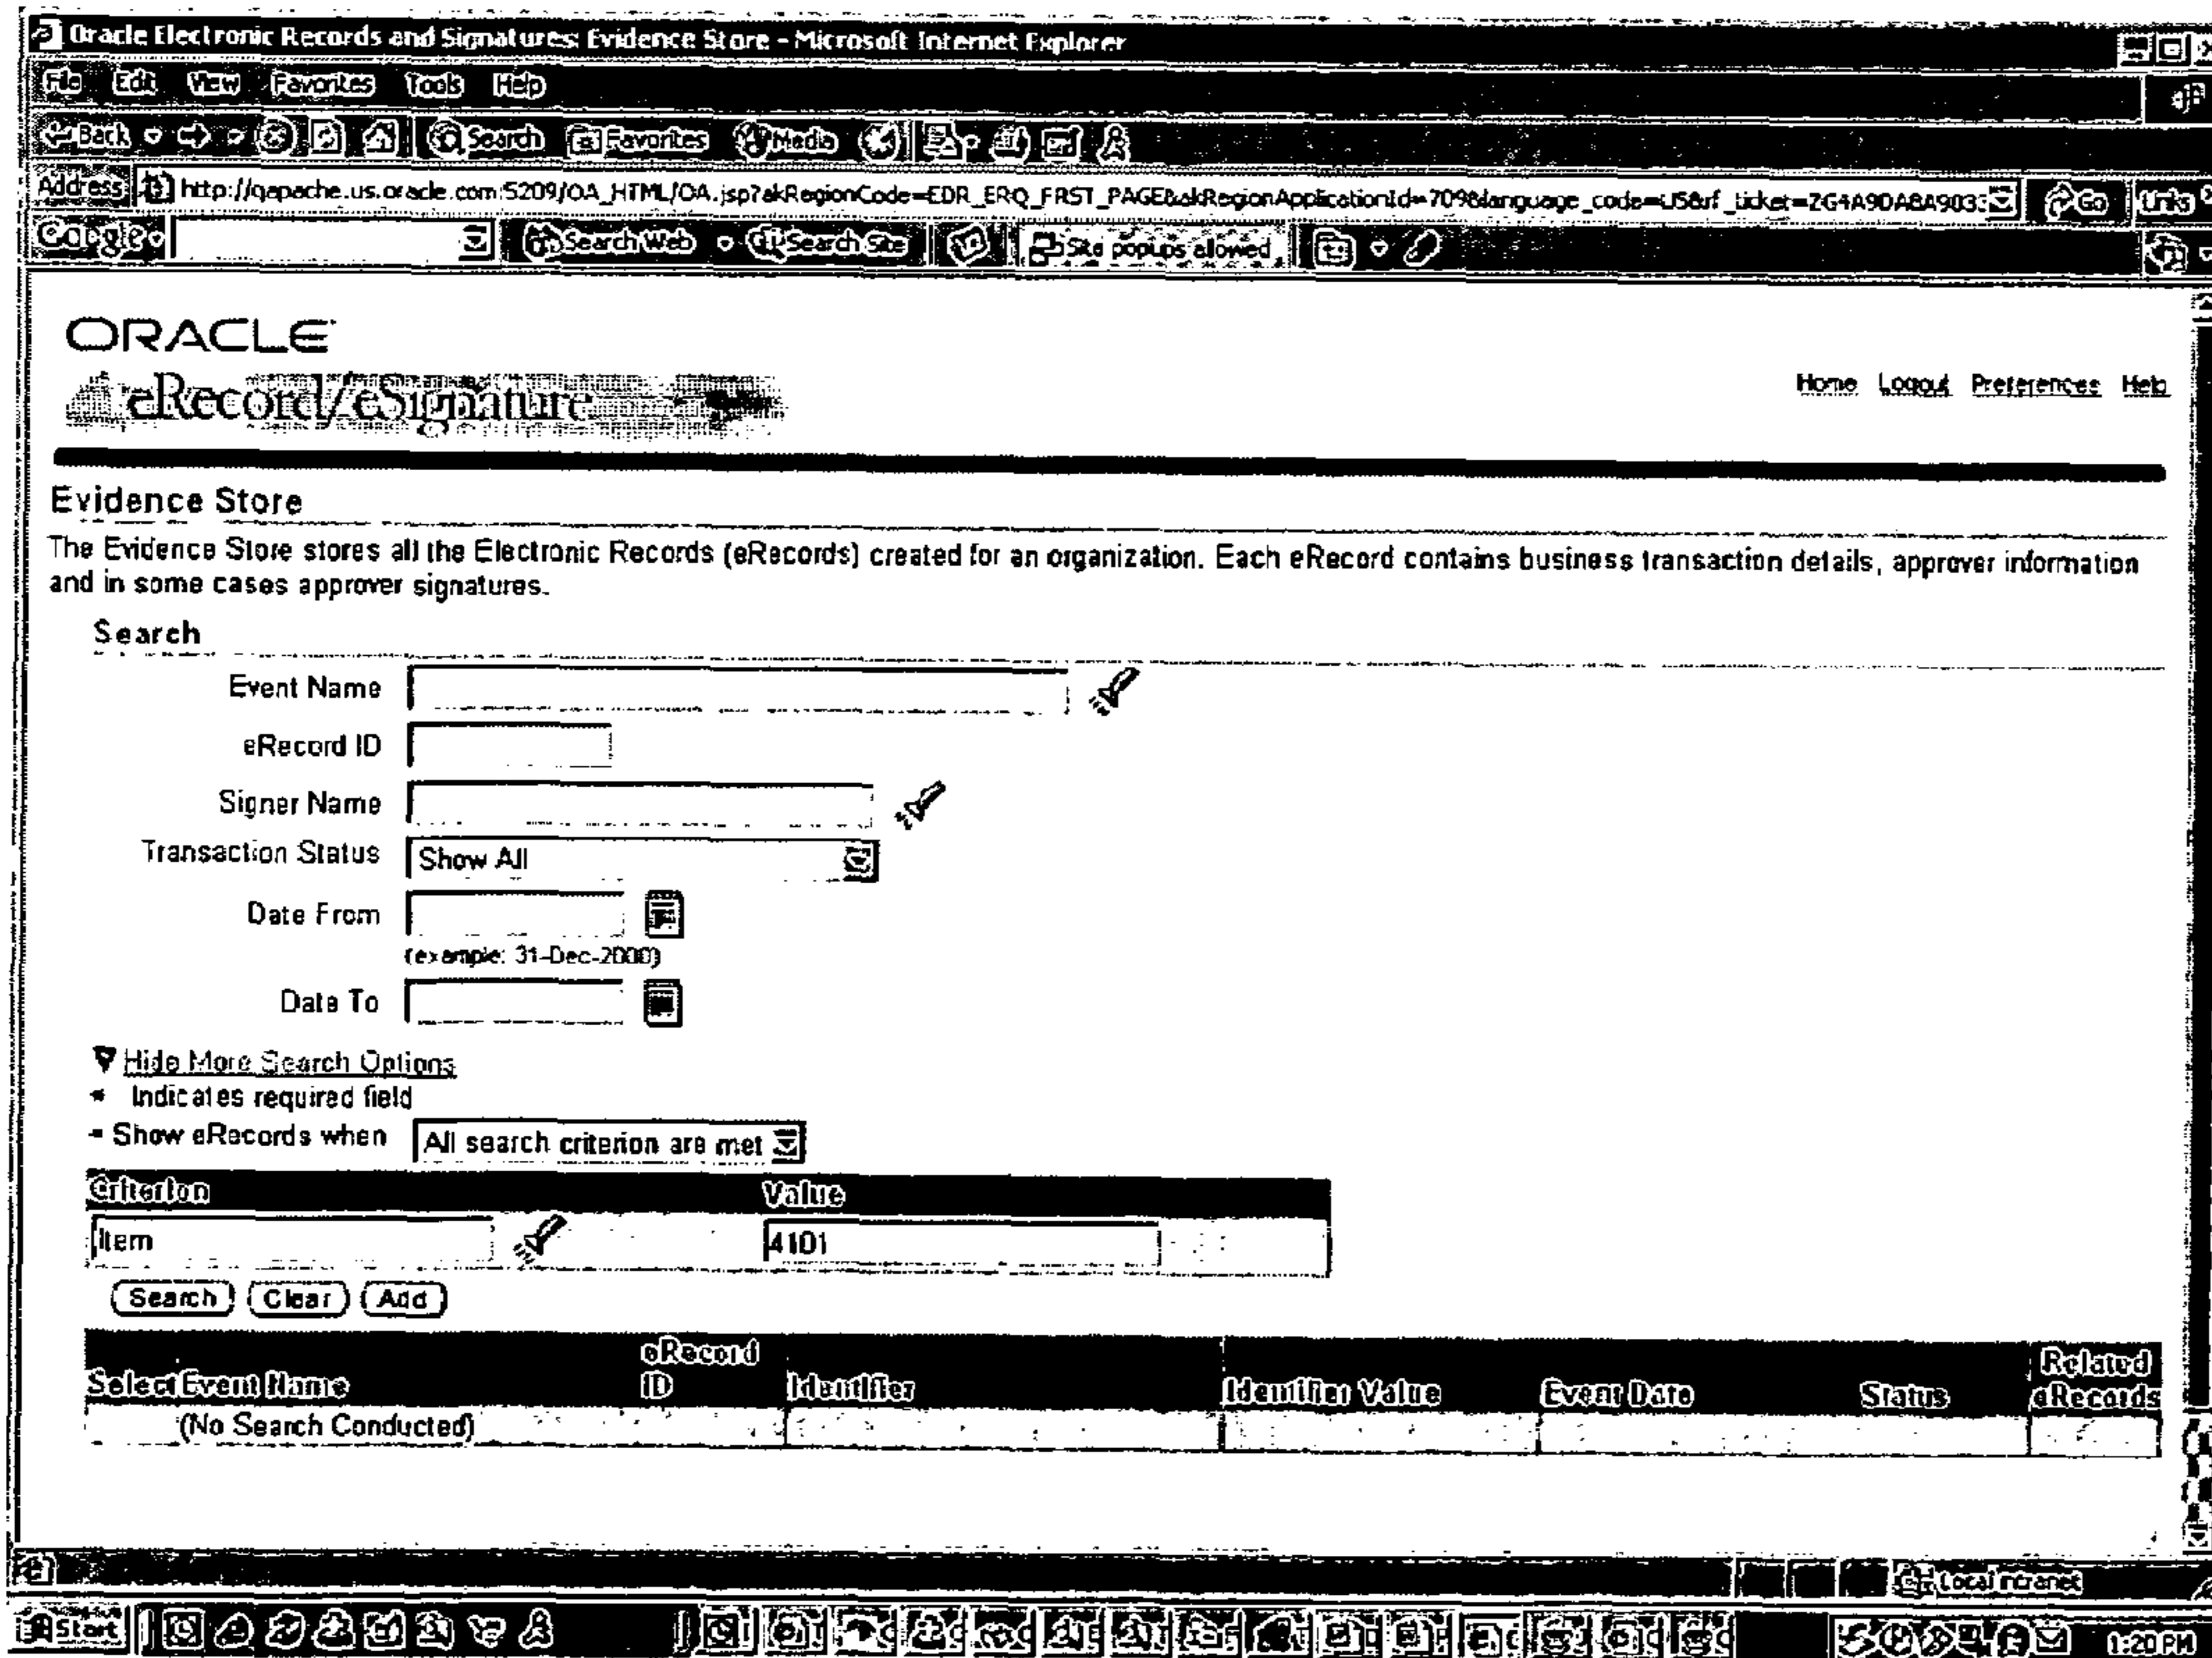 Oracle Electronic Records and Signatures: Evidence Store - Microsoft Internet Explorer
File Edit View Favorites Tools Help
Back Search Favorites Media
Address http://qapache.us.oracle.com:5209/OA_HTML/OA.jsp?akRegionCode=EDR_ERQ_FRST_PAGE&akRegionApplicationId=709&language_code=US&rf_ticket=ZG4A9DA8A9033 Go Links
Google Search Web Search Site Site popups allowed
ORACLE
eRecord/eSignature
Home Logout Preferences Help
Evidence Store
The Evidence Store stores all the Electronic Records (eRecords) created for an organization. Each eRecord contains business transaction details, approver information
and in some cases approver signatures.
Search
Event Name
eRecord ID
Signer Name
Transaction Status Show All
Date From
(example: 31-Dec-2000)
Date To
Hide More Search Options
* Indicates required field
* Show eRecords when All search criterion are met
Criterion Value
Item 4101
Search Clear Add
Select Event Name eRecord ID Identifier Identifier Value Event Date Status Related eRecords
(No Search Conducted)
Local intranet
Start 1:20 PM